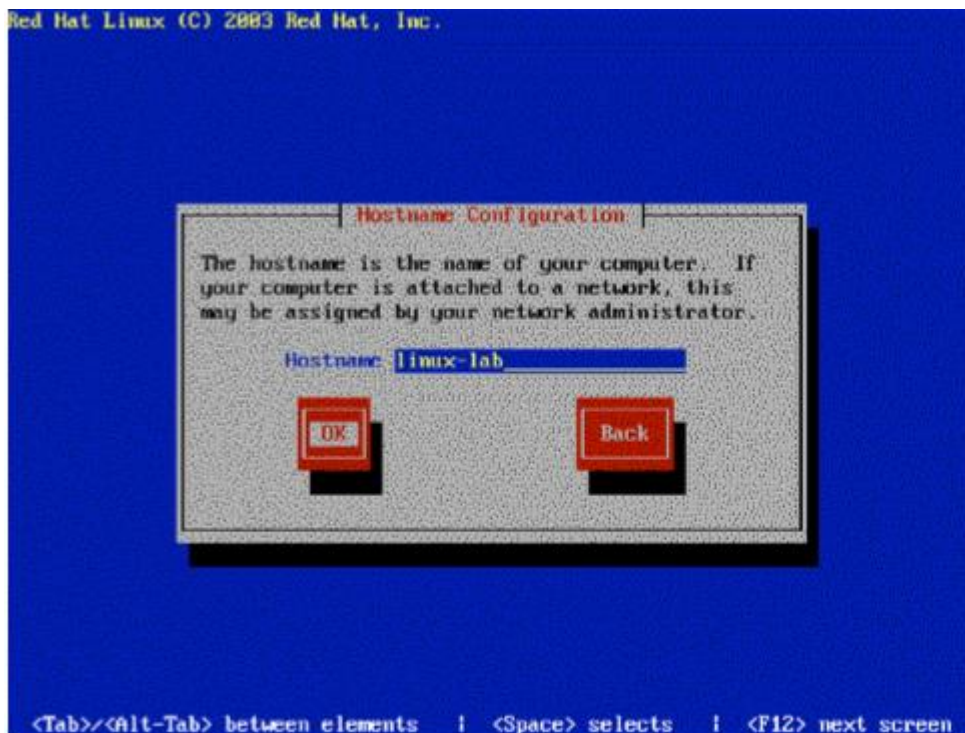 Red Hat Linux (C) 2003 Red Hat, Inc.
Hostname Configuration
The hostname is the name of your computer. If
your computer is attached to a network, this
may be assigned by your network administrator.
Hostname linux-lab
OK Back
<Tab>/<Alt-Tab> between elements | <Space> selects | <F12> next screen